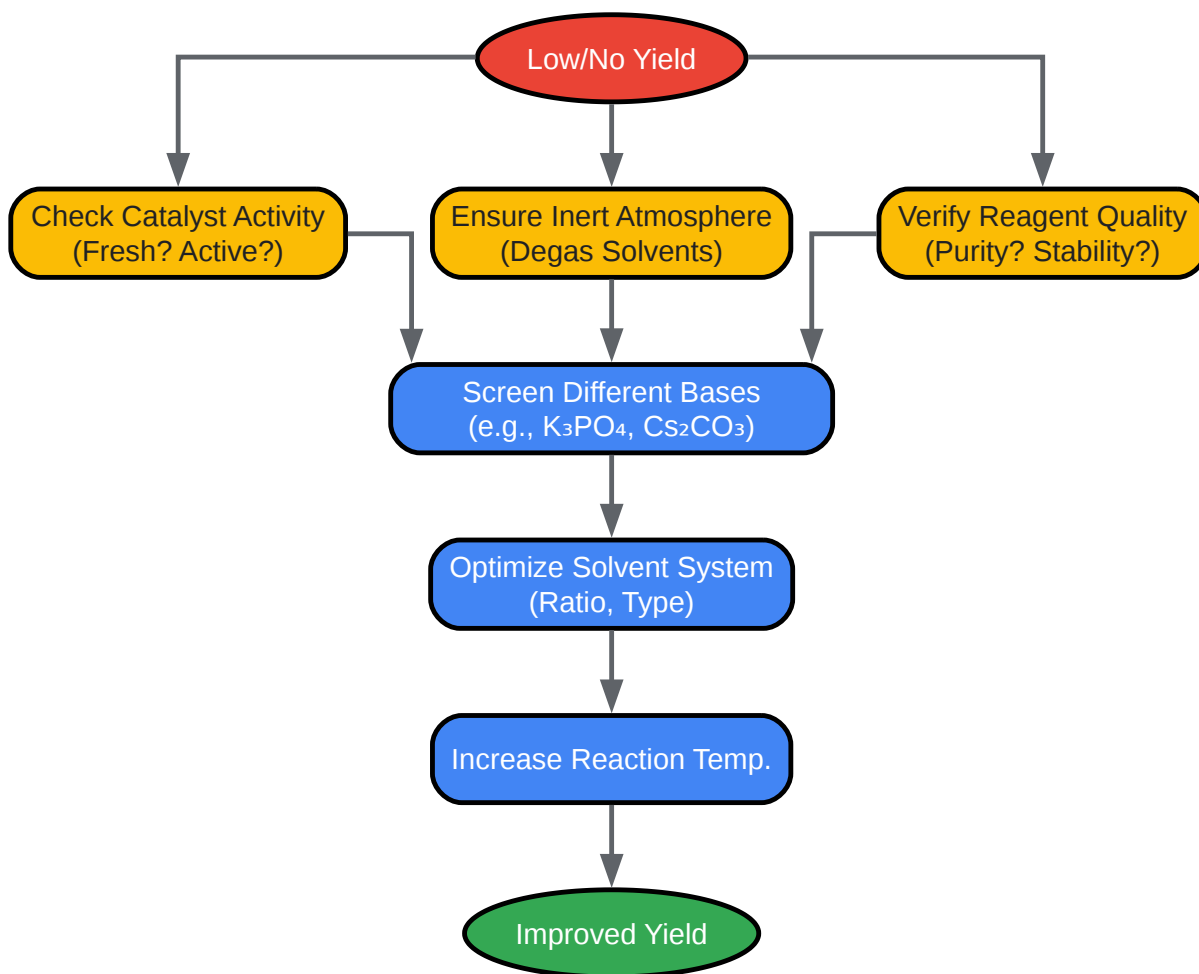 Low/No Yield
Check Catalyst Activity
(Fresh? Active?)
Ensure Inert Atmosphere
(Degas Solvents)
Verify Reagent Quality
(Purity? Stability?)
Screen Different Bases
(e.g., K₃PO₄, Cs₂CO₃)
Optimize Solvent System
(Ratio, Type)
Increase Reaction Temp.
Improved Yield